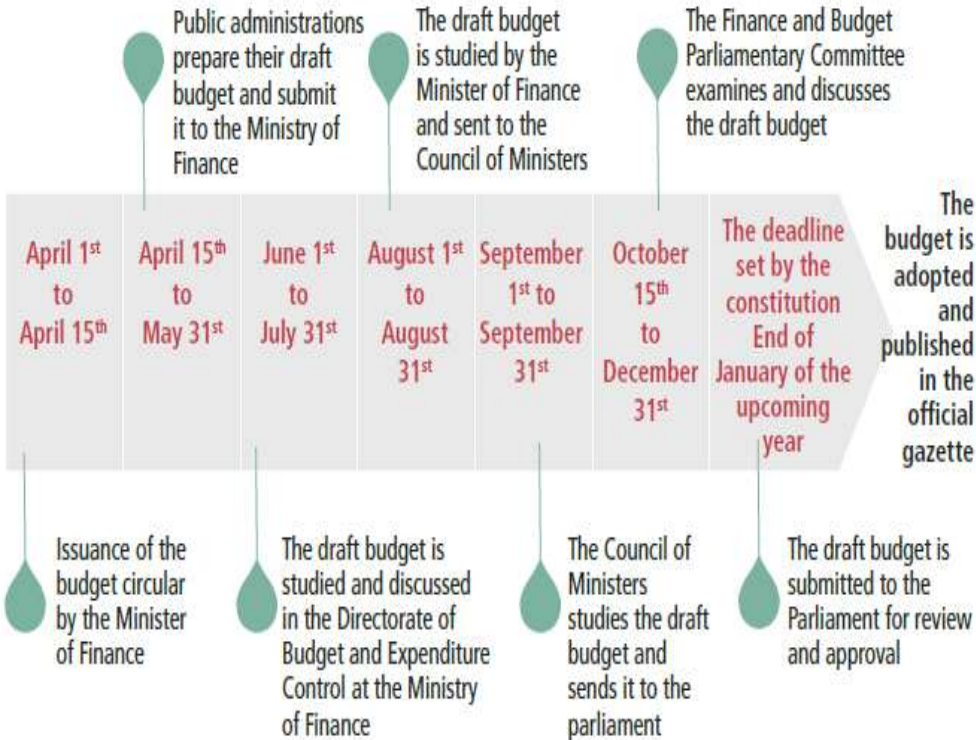 Public administrations
prepare their draft
budget and submit
it to the Ministry of
Finance
The draft budget
is studied by the
Minister of Finance
and sent to the
Council of Ministers
The Finance and Budget
Parliamentary Committee
examines and discusses
the draft budget
April 1st
to
April 15th
April 15th
to
May 31st
June 1st
to
July 31st
August 1st
to
August
31st
September
1st to
September
31st
October
15th
to
December
31st
The deadline
set by the
constitution
End of
January of the
upcoming
year
The
budget is
adopted
and
published
in the
official
gazette
Issuance of the
budget circular
by the Minister
of Finance
The draft budget is
studied and discussed
in the Directorate of
Budget and Expenditure
Control at the Ministry
of Finance
The Council of
Ministers
studies the draft
budget and
sends it to the
parliament
The draft budget is
submitted to the
Parliament for review
and approval